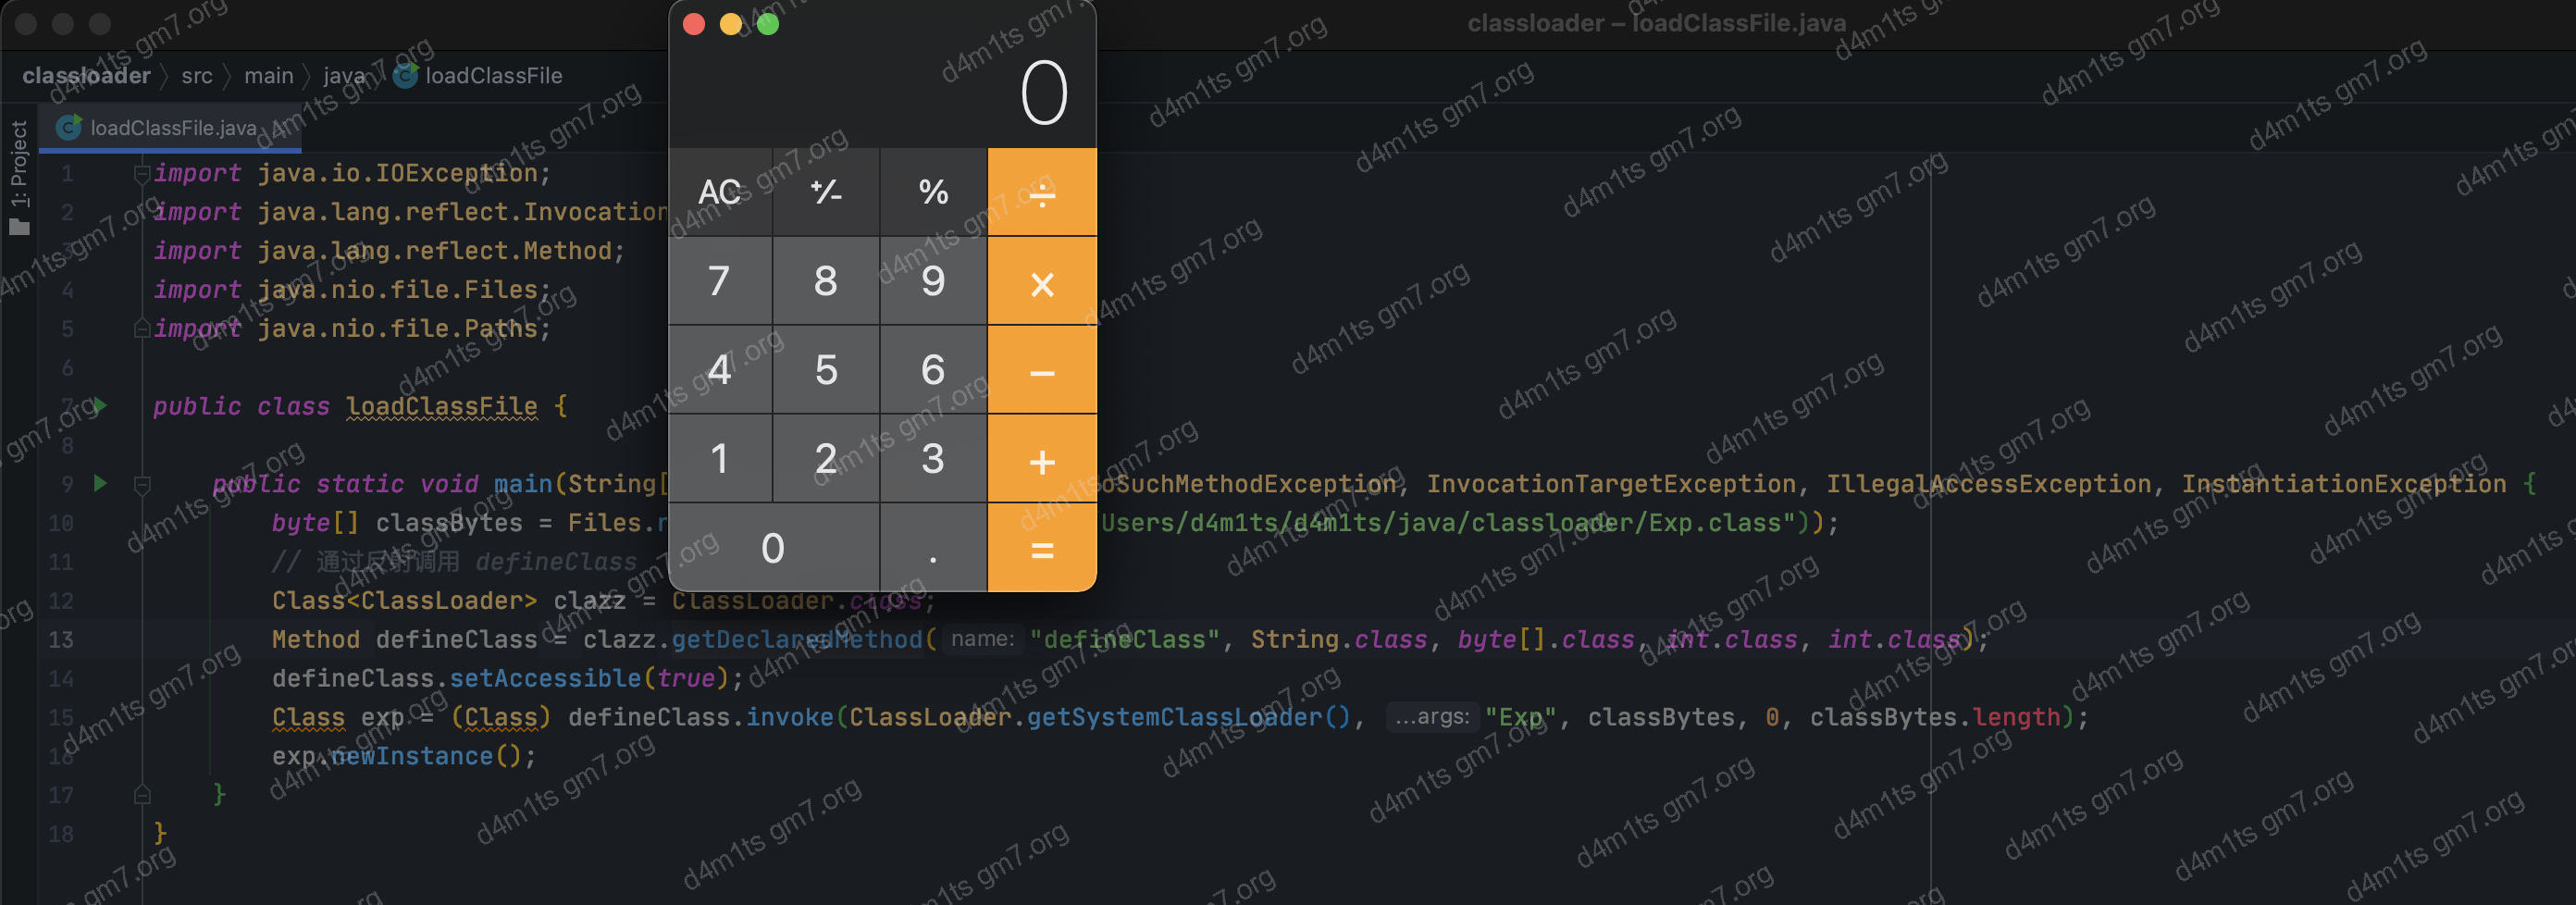 classloader – loadClassFile.java
classloader src main java loadClassFile
loadClassFile.java
1: Project
0
AC +/- % ÷
7 8 9 ×
4 5 6 −
1 2 3 +
0 . =
1 import java.io.IOException;
2 import java.lang.reflect.Invocation
3 import java.lang.reflect.Method;
4 import java.nio.file.Files;
5 import java.nio.file.Paths;
6
7 public class loadClassFile {
8
9 public static void main(String[ oSuchMethodException, InvocationTargetException, IllegalAccessException, InstantiationException {
10 byte[] classBytes = Files.r Users/d4m1ts/d4m1ts/java/classloader/Exp.class"));
11 // 通过反射调用 defineClass
12 Class<ClassLoader> clazz = ClassLoader.class;
13 Method defineClass = clazz.getDeclaredMethod( name: "defineClass", String.class, byte[].class, int.class, int.class);
14 defineClass.setAccessible(true);
15 Class exp = (Class) defineClass.invoke(ClassLoader.getSystemClassLoader(), ...args: "Exp", classBytes, 0, classBytes.length);
16 exp.newInstance();
17 }
18 }
d4m1ts gm7.org